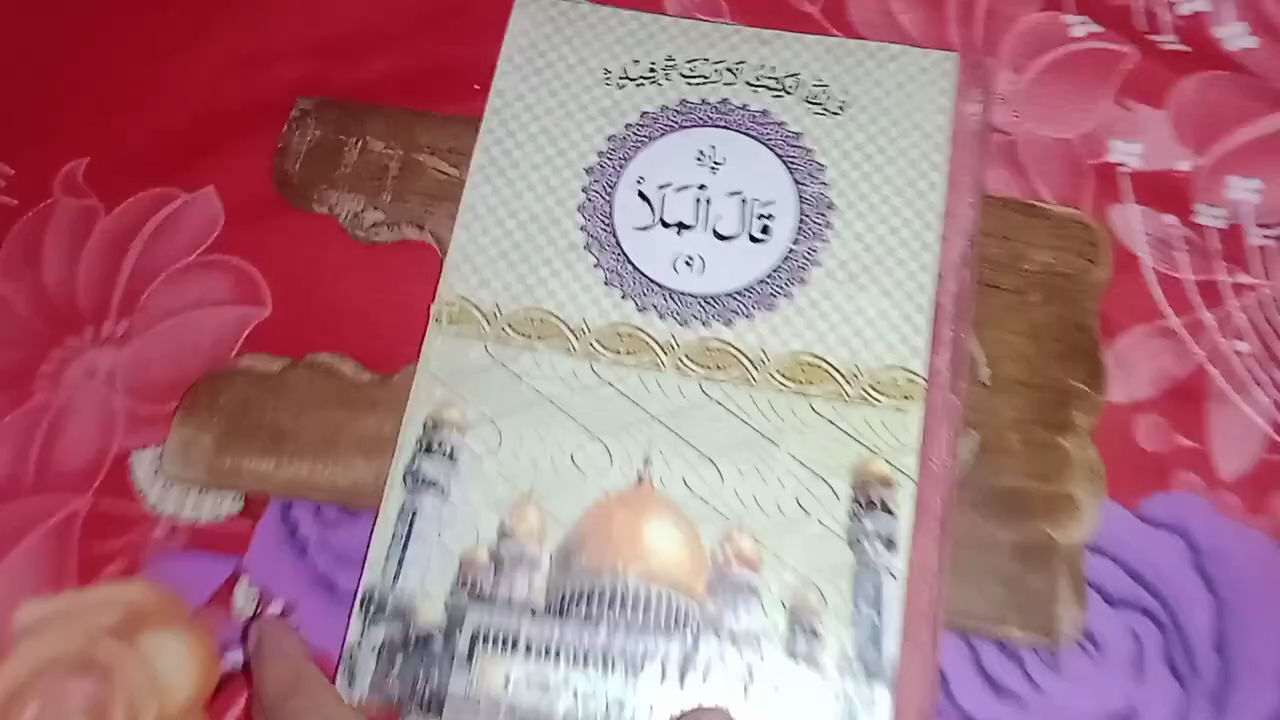 ذٰلِكَ الْكِتٰبُ لَا رَيْبَ فِيْهِ
پارہ
قَالَ الْمَلَاُ
(۹)